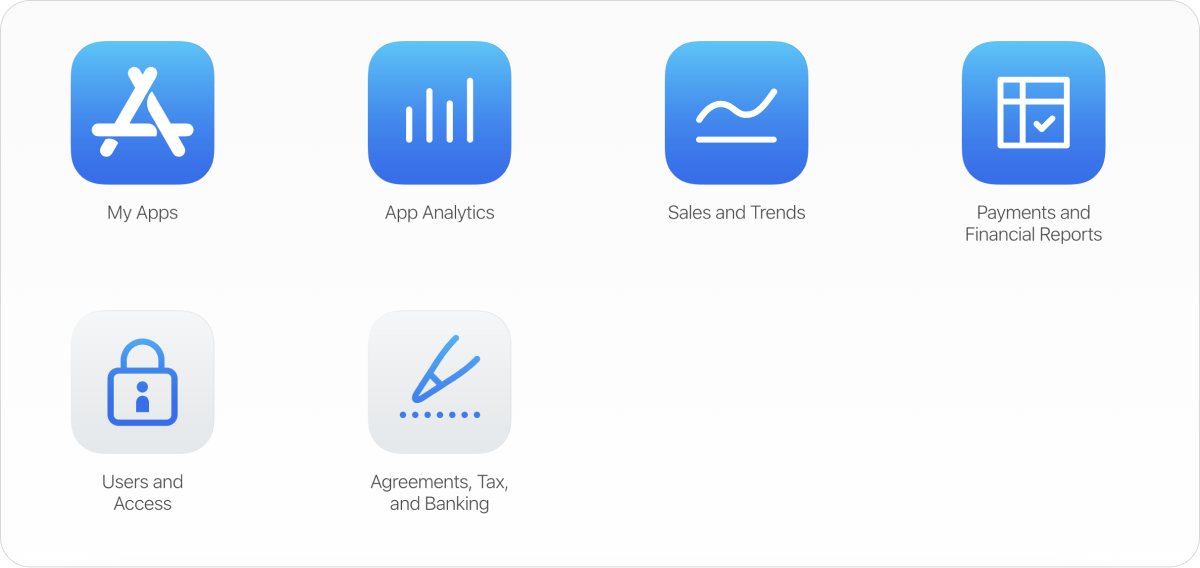 My Apps
App Analytics
Sales and Trends
Payments and
Financial Reports
Users and
Access
Agreements, Tax,
and Banking